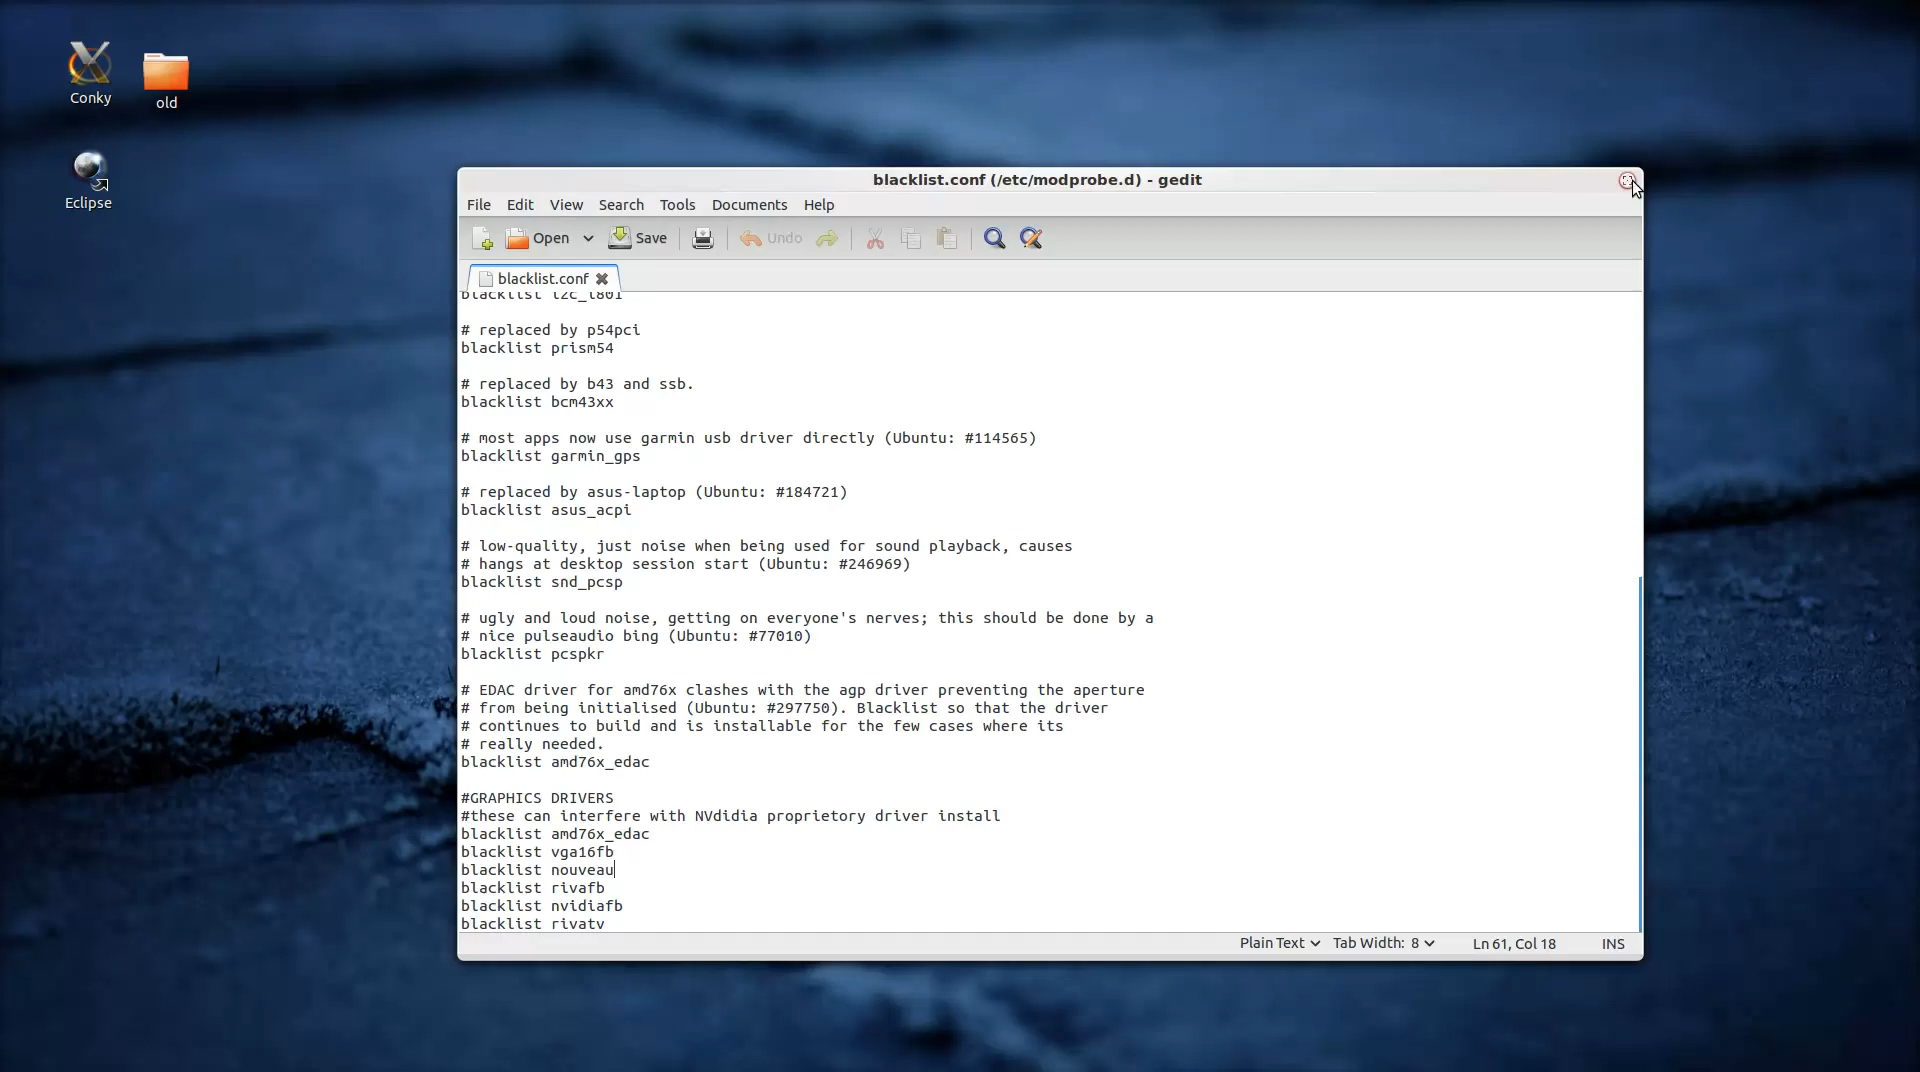 Conky
old
Eclipse
blacklist.conf (/etc/modprobe.d) - gedit
File Edit View Search Tools Documents Help
Open Save Undo
blacklist.conf
blacklist i2c_i801
# replaced by p54pci
blacklist prism54
# replaced by b43 and ssb.
blacklist bcm43xx
# most apps now use garmin usb driver directly (Ubuntu: #114565)
blacklist garmin_gps
# replaced by asus-laptop (Ubuntu: #184721)
blacklist asus_acpi
# low-quality, just noise when being used for sound playback, causes
# hangs at desktop session start (Ubuntu: #246969)
blacklist snd_pcsp
# ugly and loud noise, getting on everyone's nerves; this should be done by a
# nice pulseaudio bing (Ubuntu: #77010)
blacklist pcspkr
# EDAC driver for amd76x clashes with the agp driver preventing the aperture
# from being initialised (Ubuntu: #297750). Blacklist so that the driver
# continues to build and is installable for the few cases where its
# really needed.
blacklist amd76x_edac
#GRAPHICS DRIVERS
#these can interfere with NVdidia proprietory driver install
blacklist amd76x_edac
blacklist vga16fb
blacklist nouveau
blacklist rivafb
blacklist nvidiafb
blacklist rivatv
Plain Text Tab Width: 8 Ln 61, Col 18 INS